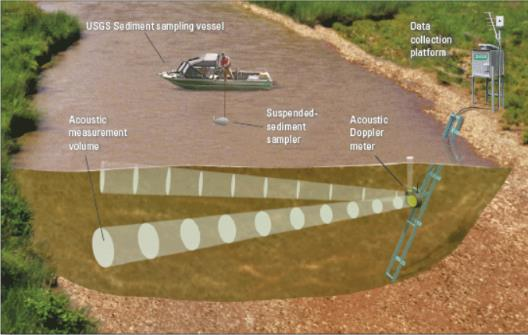 USGS Sediment sampling vessel
Data
collection
platform
Acoustic
measurement
volume
Suspended-
sediment
sampler
Acoustic
Doppler
meter